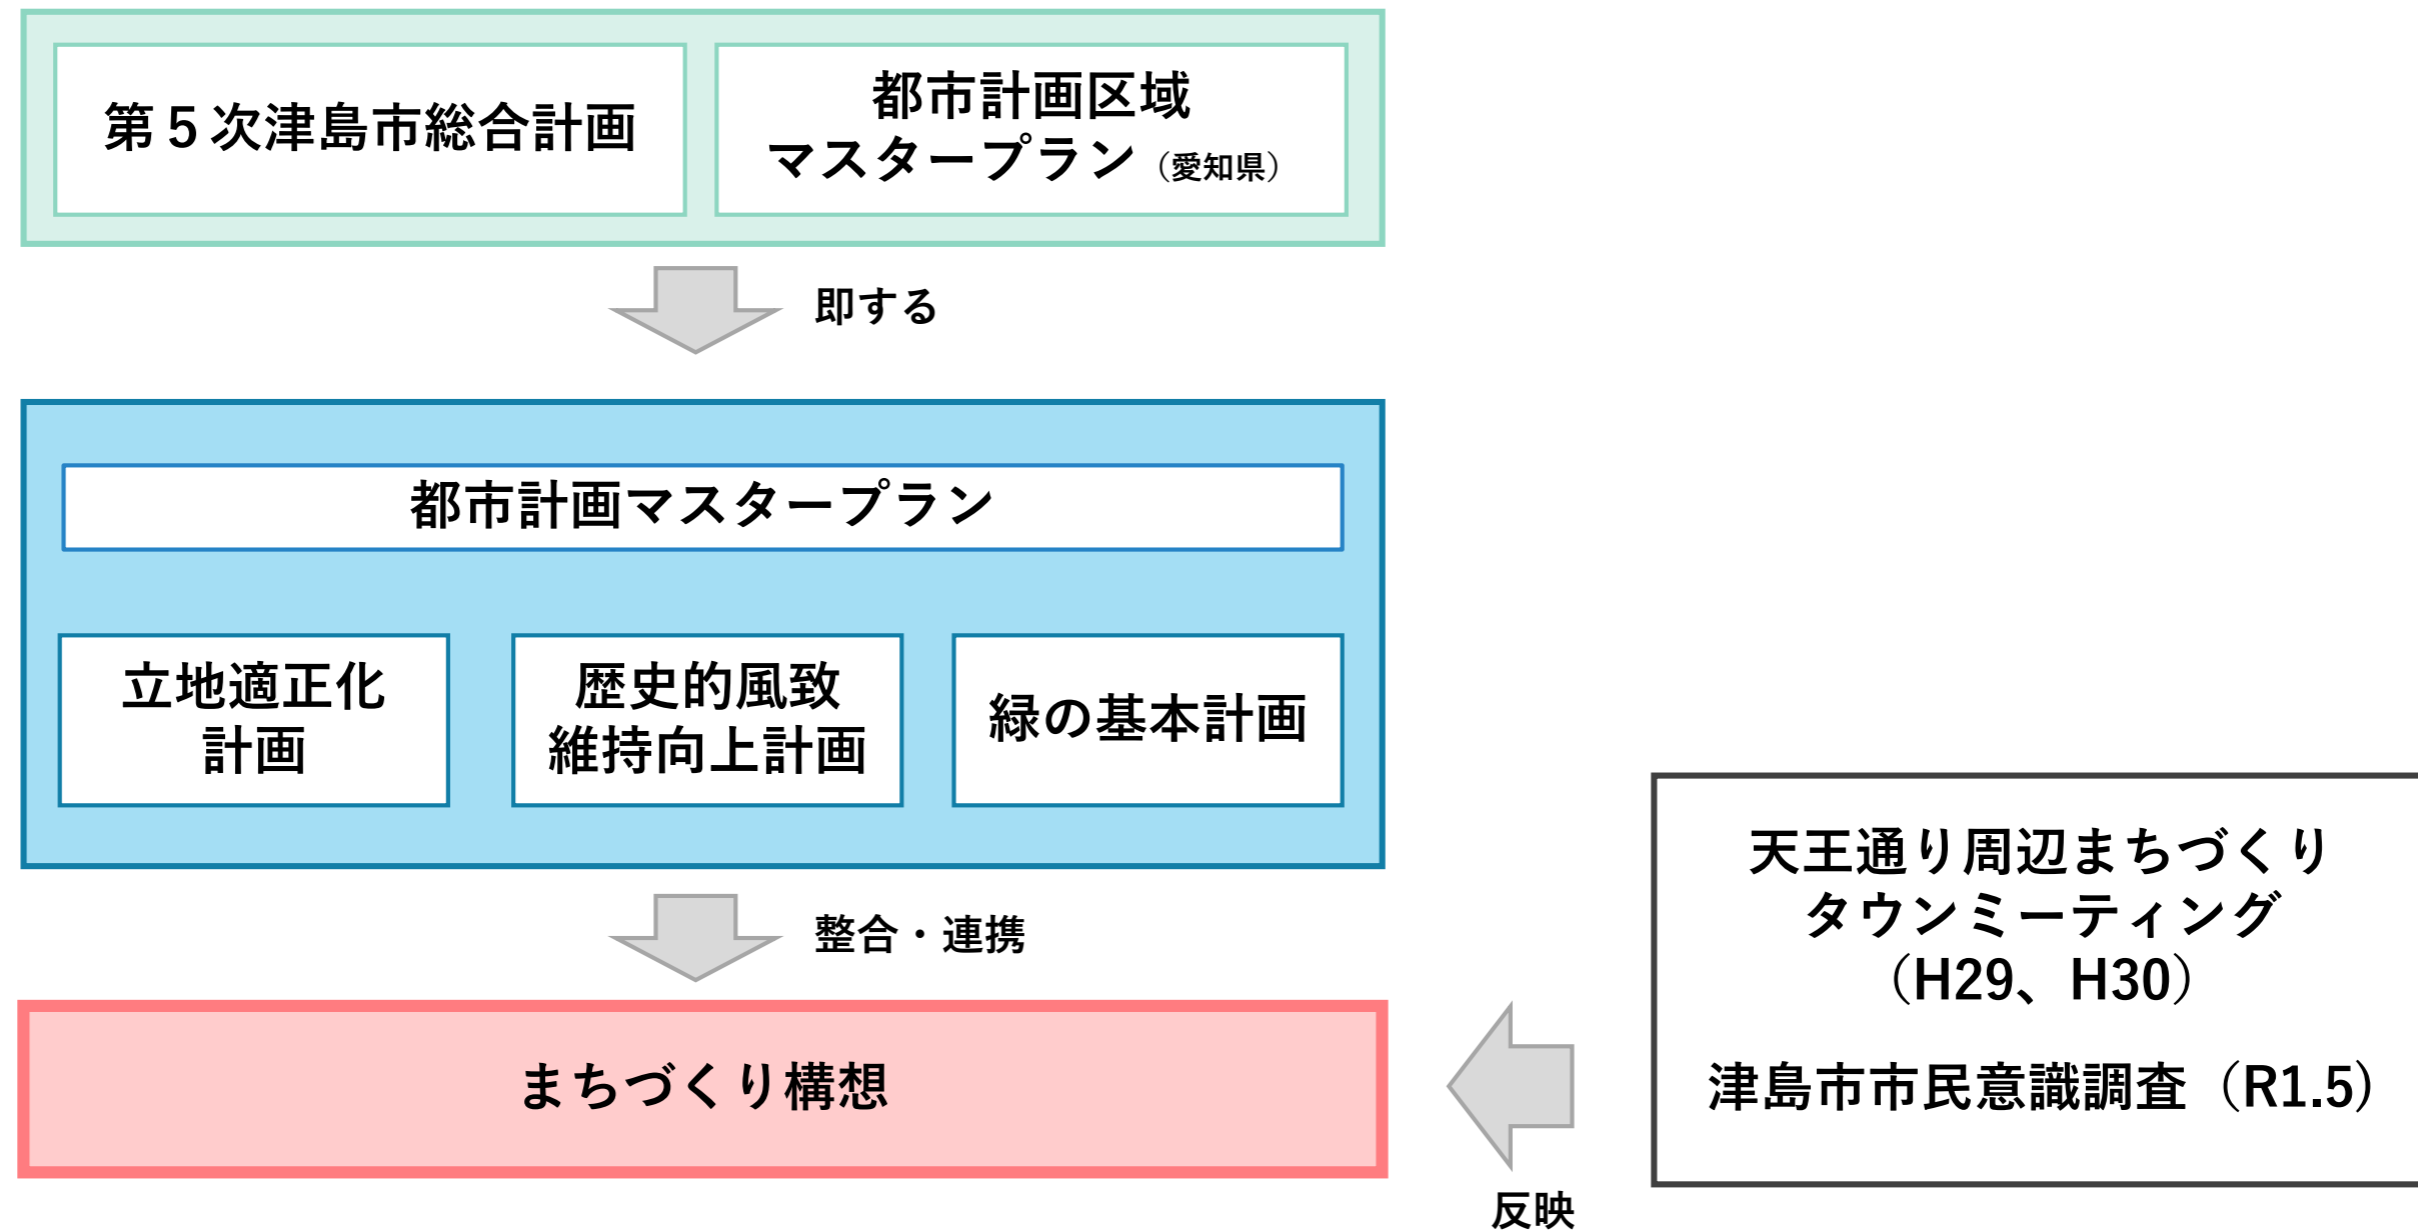 第５次津島市総合計画
都市計画区域
マスタープラン（愛知県）
即する
都市計画マスタープラン
立地適正化
計画
歴史的風致
維持向上計画
緑の基本計画
整合・連携
まちづくり構想
天王通り周辺まちづくり
タウンミーティング
（H29、H30）
津島市市民意識調査（R1.5）
反映